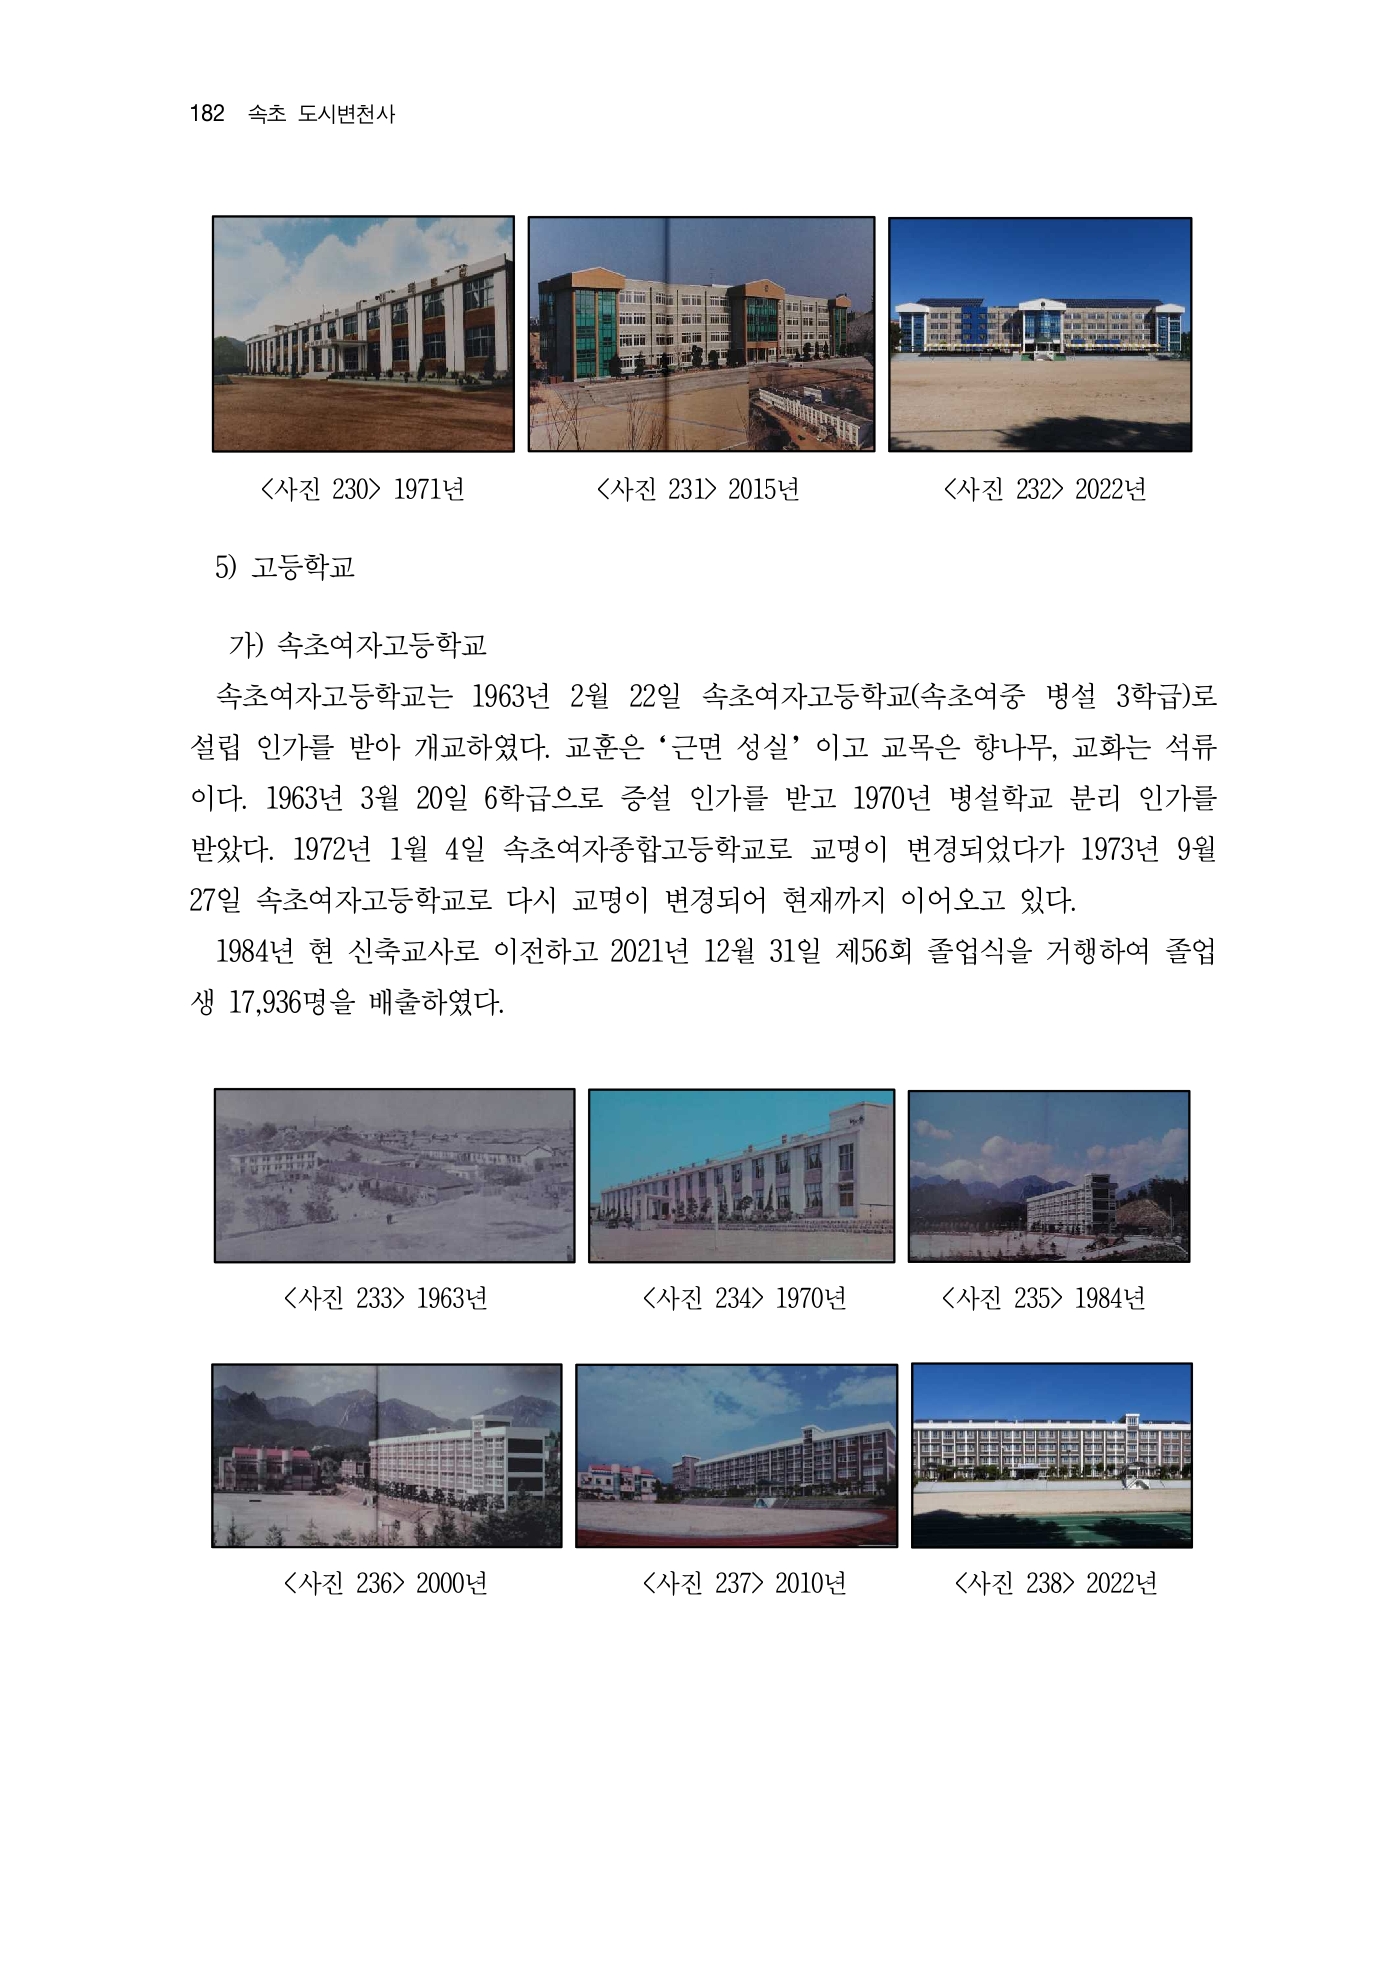 182 속초 도시변천사
<사진 230> 1971년
<사진 231> 2015년
<사진 232> 2022년
5) 고등학교
가) 속초여자고등학교
속초여자고등학교는 1963년 2월 22일 속초여자고등학교(속초여중 병설 3학급)로
설립 인가를 받아 개교하였다. 교훈은 ‘근면 성실’ 이고 교목은 향나무, 교화는 석류
이다. 1963년 3월 20일 6학급으로 증설 인가를 받고 1970년 병설학교 분리 인가를
받았다. 1972년 1월 4일 속초여자종합고등학교로 교명이 변경되었다가 1973년 9월
27일 속초여자고등학교로 다시 교명이 변경되어 현재까지 이어오고 있다.
1984년 현 신축교사로 이전하고 2021년 12월 31일 제56회 졸업식을 거행하여 졸업
생 17,936명을 배출하였다.
<사진 233> 1963년
<사진 234> 1970년
<사진 235> 1984년
<사진 236> 2000년
<사진 237> 2010년
<사진 238> 2022년